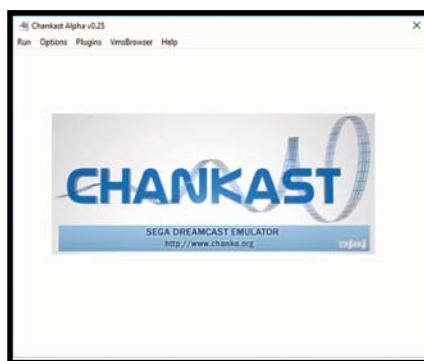 Chankast Alpha v0.25
Run Options Plugins VmsBrowser Help
CHANKAST
SEGA DREAMCAST EMULATOR
http://www.chanka.org